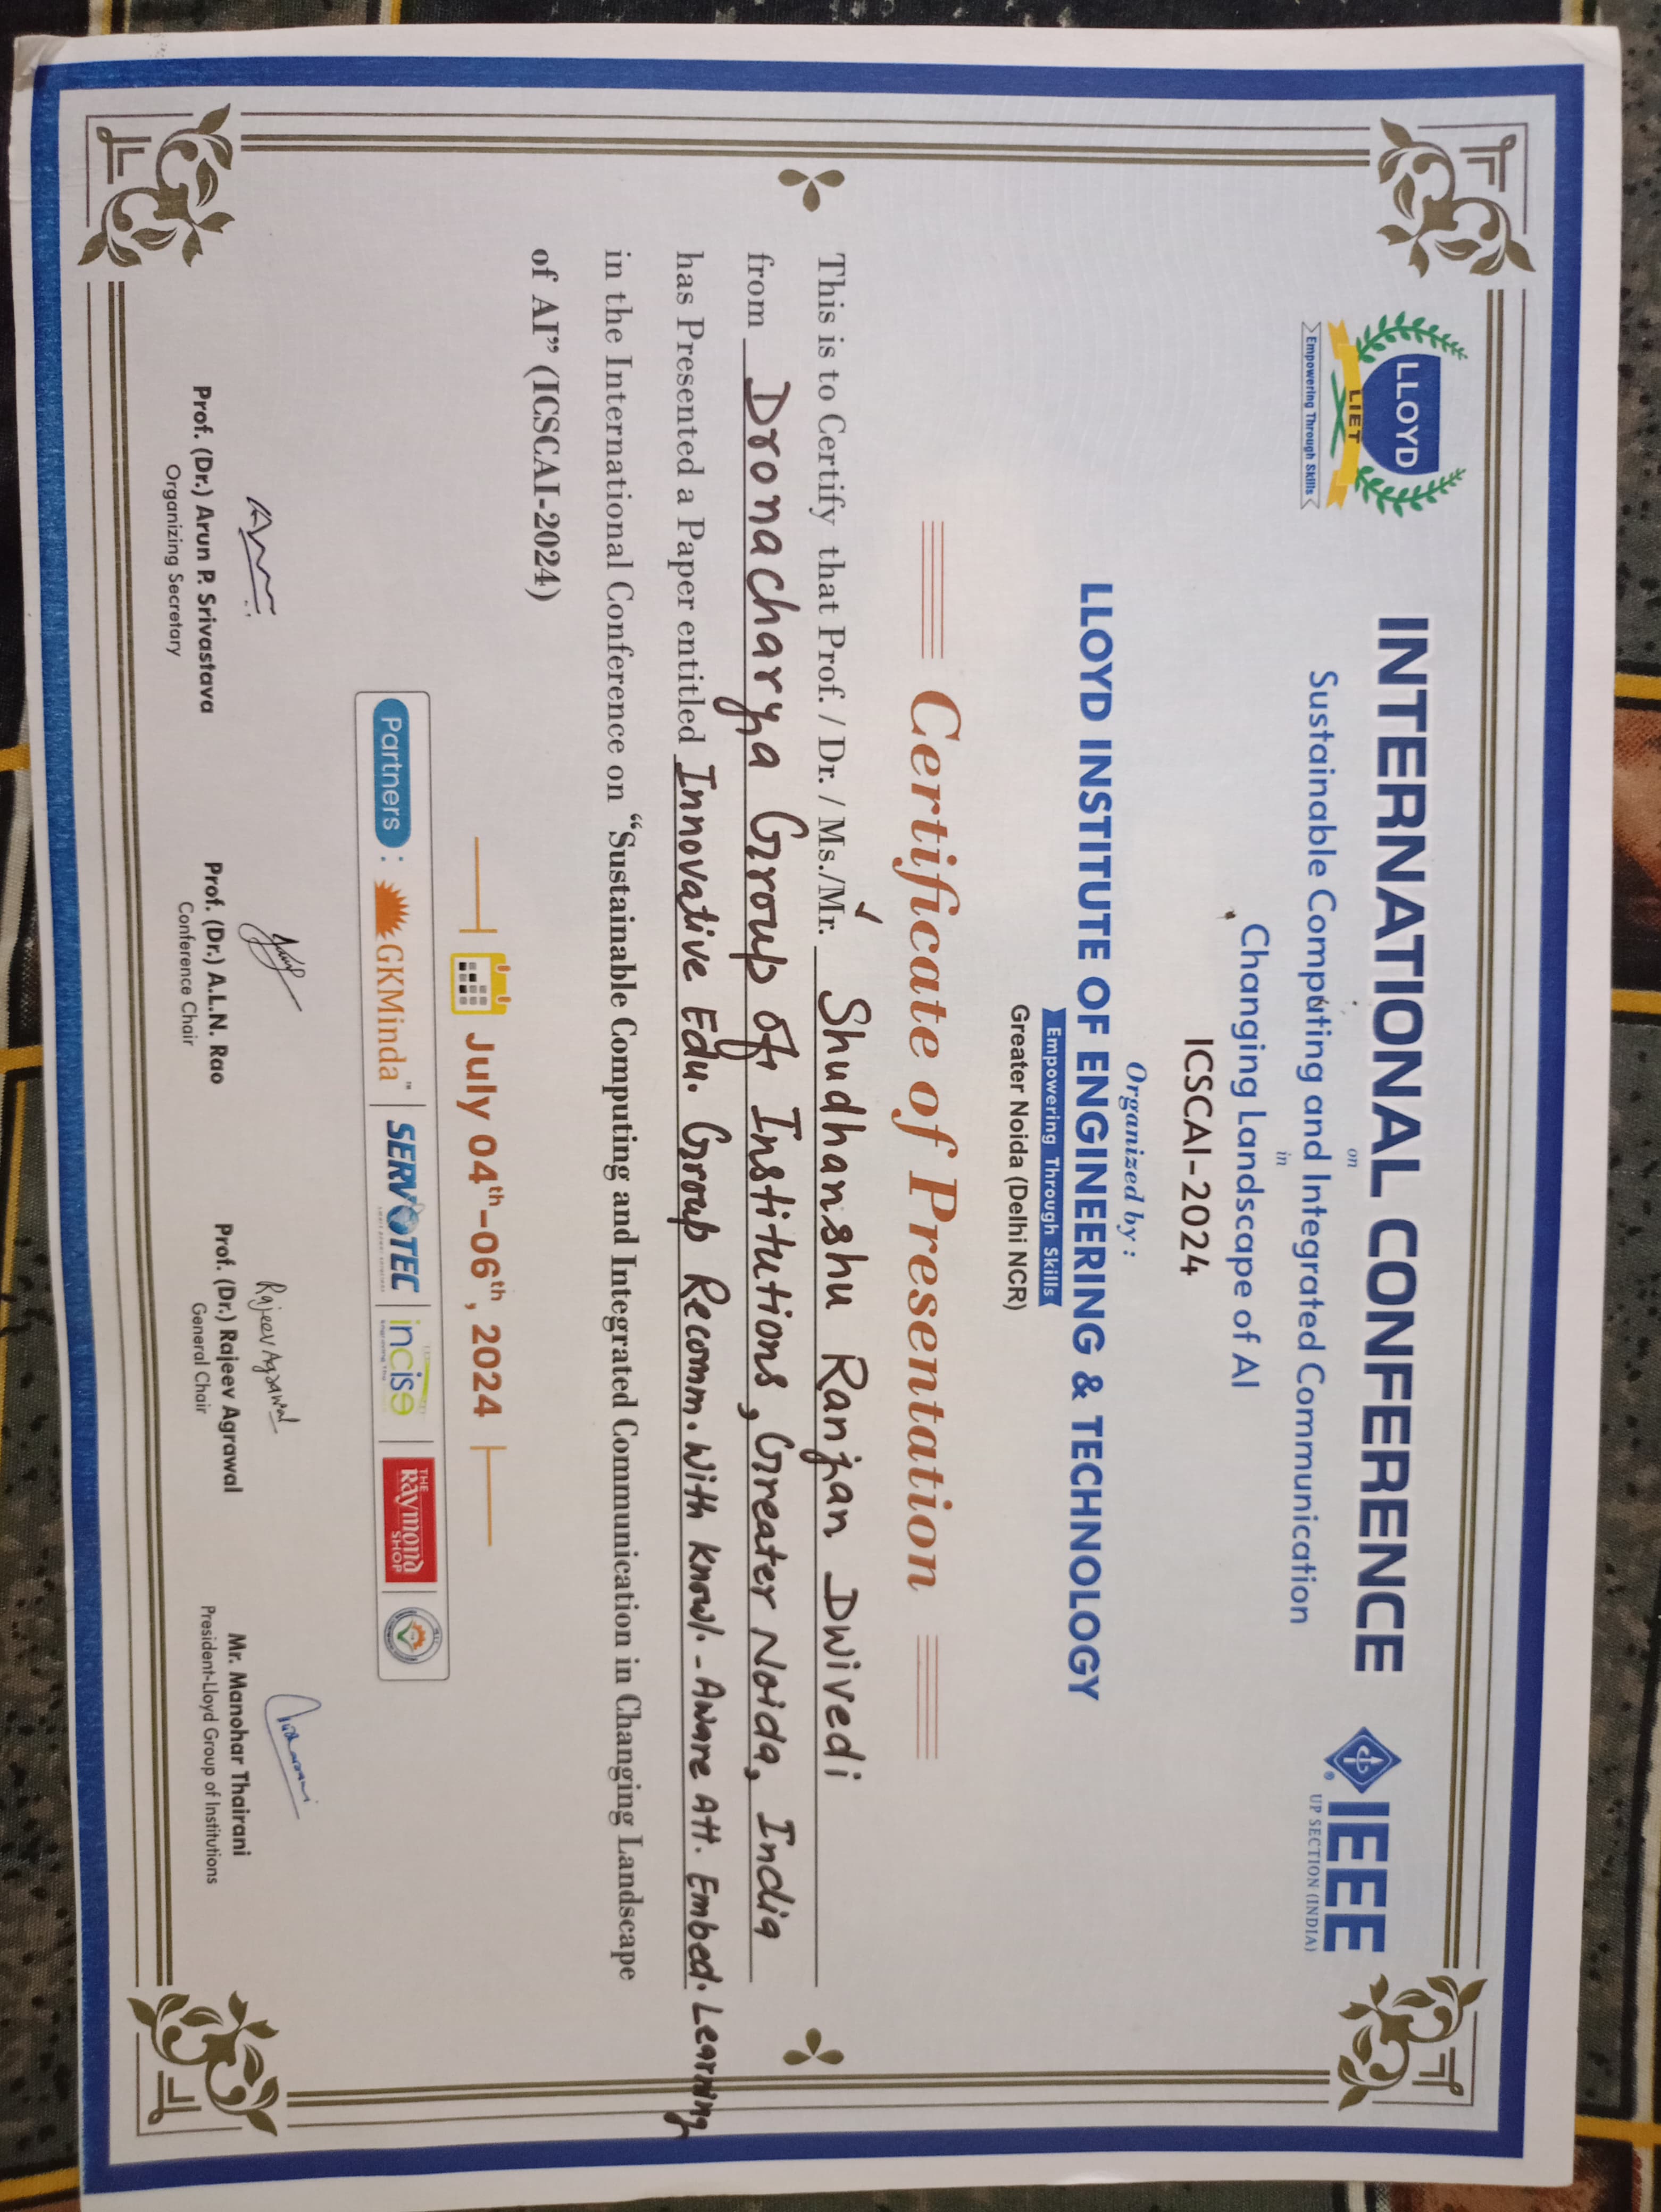 LLOYD
LIET
Empowering Through Skills
INTERNATIONAL CONFERENCE
on
Sustainable Computing and Integrated Communication
in
Changing Landscape of AI
ICSCAI-2024
IEEE
UP SECTION (INDIA)
Organized by :
LLOYD INSTITUTE OF ENGINEERING & TECHNOLOGY
Empowering Through Skills
Greater Noida (Delhi NCR)
Certificate of Presentation
This is to Certify that Prof. / Dr. / Ms./Mr. Shudhanshu Ranjan Dwivedi
from Dronacharya Group of Institutions, Greater Noida, India
has Presented a Paper entitled Innovative Edu. Group Recomm. With Knowl. - Aware Att. Embed. Learning
in the International Conference on “Sustainable Computing and Integrated Communication in Changing Landscape
of AI” (ICSCAI-2024)
July 04th-06th, 2024
Partners : GKMinda™ SERVOTEC incise THE Raymond SHOP
Rajeev Agrawal
Prof. (Dr.) Arun P. Srivastava
Organizing Secretary
Prof. (Dr.) A.L.N. Rao
Conference Chair
Prof. (Dr.) Rajeev Agrawal
General Chair
Mr. Manohar Thairani
President-Lloyd Group of Institutions